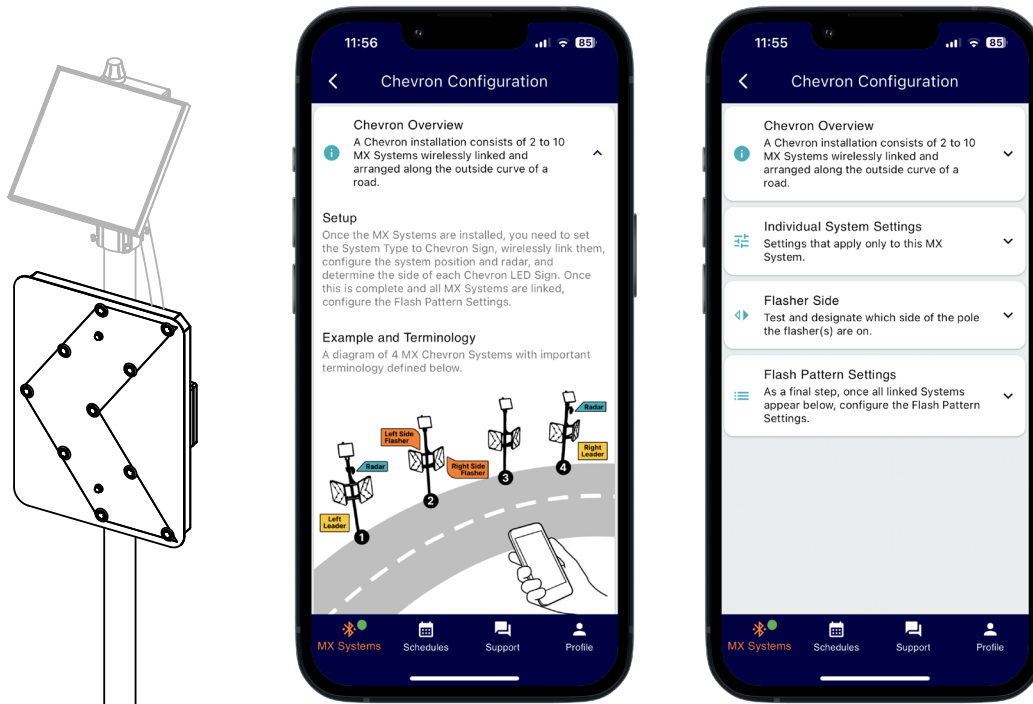 11:56
85
Chevron Configuration
Chevron Overview
A Chevron installation consists of 2 to 10
MX Systems wirelessly linked and
arranged along the outside curve of a
road.
Setup
Once the MX Systems are installed, you need to set
the System Type to Chevron Sign, wirelessly link them,
configure the system position and radar, and
determine the side of each Chevron LED Sign. Once
this is complete and all MX Systems are linked,
configure the Flash Pattern Settings.
Example and Terminology
A diagram of 4 MX Chevron Systems with important
terminology defined below.
Radar
Left Side
Flasher
Right
Leader
Radar
Right Side
Flasher
Left
Leader
1
2
3
4
MX Systems
Schedules
Support
Profile
11:55
85
Chevron Configuration
Chevron Overview
A Chevron installation consists of 2 to 10
MX Systems wirelessly linked and
arranged along the outside curve of a
road.
Individual System Settings
Settings that apply only to this MX
System.
Flasher Side
Test and designate which side of the pole
the flasher(s) are on.
Flash Pattern Settings
As a final step, once all linked Systems
appear below, configure the Flash Pattern
Settings.
MX Systems
Schedules
Support
Profile